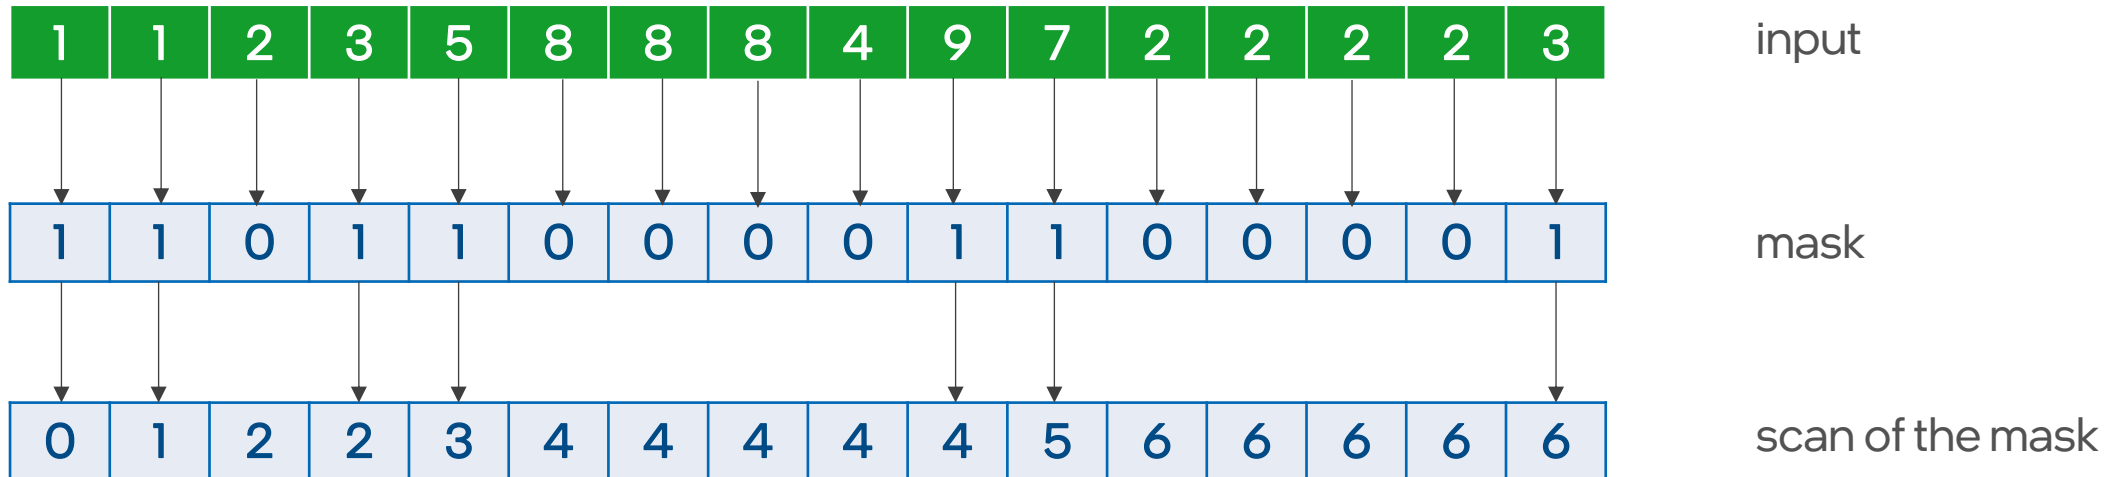 1 1 2 3 5 8 8 8 4 9 7 2 2 2 2 3 input
1 1 0 1 1 0 0 0 0 1 1 0 0 0 0 1 mask
0 1 2 2 3 4 4 4 4 4 5 6 6 6 6 6 scan of the mask